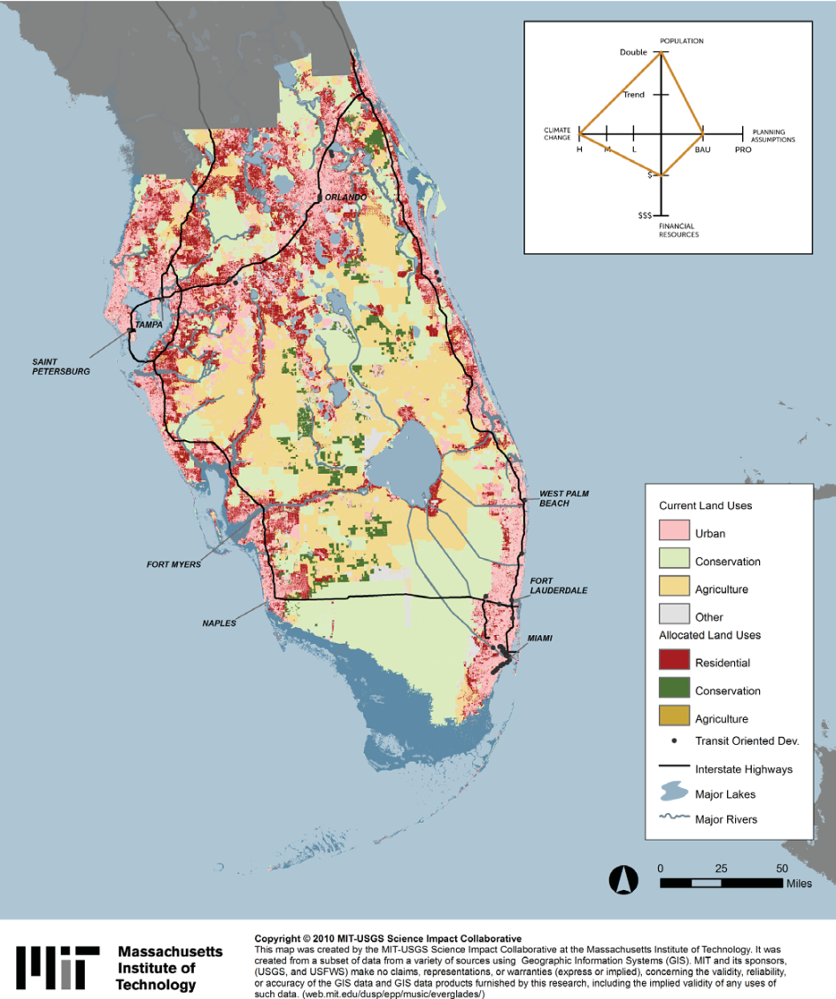 POPULATION
Double
Trend
CLIMATE
CHANGE
H
M
L
BAU
PRO
PLANNING
ASSUMPTIONS
$
$$$
FINANCIAL
RESOURCES
ORLANDO
TAMPA
SAINT
PETERSBURG
WEST PALM
BEACH
FORT MYERS
FORT
LAUDERDALE
NAPLES
MIAMI
Current Land Uses
Urban
Conservation
Agriculture
Other
Allocated Land Uses
Residential
Conservation
Agriculture
Transit Oriented Dev.
Interstate Highways
Major Lakes
Major Rivers
0 25 50
Miles
MIT
Massachusetts
Institute of
Technology
Copyright © 2010 MIT-USGS Science Impact Collaborative
This map was created by the MIT-USGS Science Impact Collaborative at the Massachusetts Institute of Technology. It was
created from a subset of data from a variety of sources using Geographic Information Systems (GIS). MIT and its sponsors,
(USGS, and USFWS) make no claims, representations, or warranties (express or implied), concerning the validity, reliability,
or accuracy of the GIS data and GIS data products furnished by this research, including the implied validity of any uses of
such data. (web.mit.edu/dusp/epp/music/everglades/)